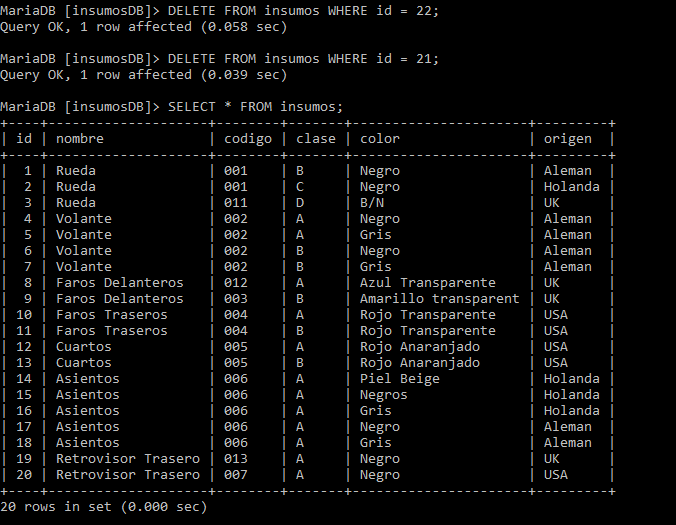 MariaDB [insumosDB]> DELETE FROM insumos WHERE id = 22;
Query OK, 1 row affected (0.058 sec)

MariaDB [insumosDB]> DELETE FROM insumos WHERE id = 21;
Query OK, 1 row affected (0.039 sec)

MariaDB [insumosDB]> SELECT * FROM insumos;
+----+--------------------+--------+-------+----------------------+---------+
| id | nombre             | codigo | clase | color                | origen  |
+----+--------------------+--------+-------+----------------------+---------+
|  1 | Rueda              | 001    | B     | Negro                | Aleman  |
|  2 | Rueda              | 001    | C     | Negro                | Holanda |
|  3 | Rueda              | 011    | D     | B/N                  | UK      |
|  4 | Volante            | 002    | A     | Negro                | Aleman  |
|  5 | Volante            | 002    | A     | Gris                 | Aleman  |
|  6 | Volante            | 002    | B     | Negro                | Aleman  |
|  7 | Volante            | 002    | B     | Gris                 | Aleman  |
|  8 | Faros Delanteros   | 012    | A     | Azul Transparente    | UK      |
|  9 | Faros Delanteros   | 003    | B     | Amarillo transparent | UK      |
| 10 | Faros Traseros     | 004    | A     | Rojo Transparente    | USA     |
| 11 | Faros Traseros     | 004    | B     | Rojo Transparente    | USA     |
| 12 | Cuartos            | 005    | A     | Rojo Anaranjado      | USA     |
| 13 | Cuartos            | 005    | B     | Rojo Anaranjado      | USA     |
| 14 | Asientos           | 006    | A     | Piel Beige           | Holanda |
| 15 | Asientos           | 006    | A     | Negros               | Holanda |
| 16 | Asientos           | 006    | A     | Gris                 | Holanda |
| 17 | Asientos           | 006    | A     | Negro                | Aleman  |
| 18 | Asientos           | 006    | A     | Gris                 | Aleman  |
| 19 | Retrovisor Trasero | 013    | A     | Negro                | UK      |
| 20 | Retrovisor Trasero | 007    | A     | Negro                | USA     |
+----+--------------------+--------+-------+----------------------+---------+
20 rows in set (0.000 sec)